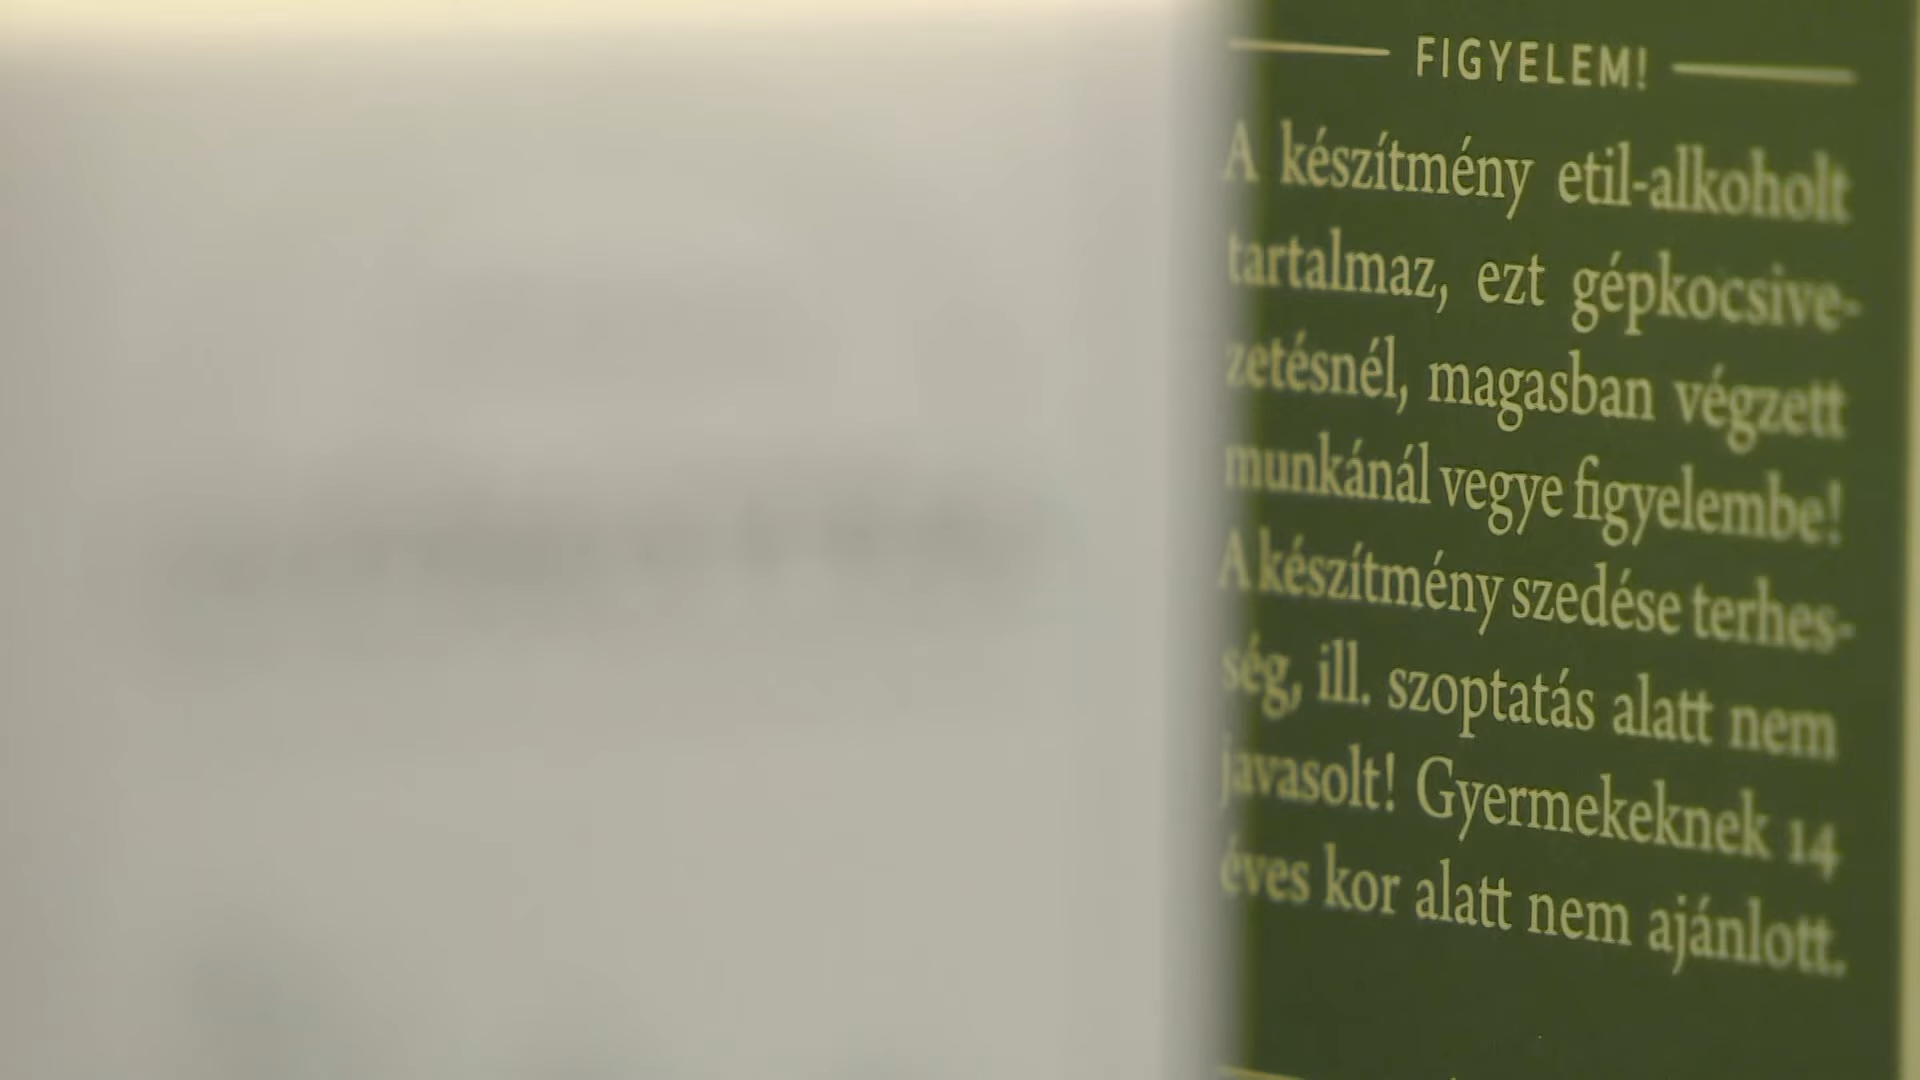 FIGYELEM!
A készítmény etil-alkoholt
tartalmaz, ezt gépkocsive-
zetésnél, magasban végzett
munkánál vegye figyelembe!
A készítmény szedése terhes-
ség, ill. szoptatás alatt nem
javasolt! Gyermekeknek 14
éves kor alatt nem ajánlott.